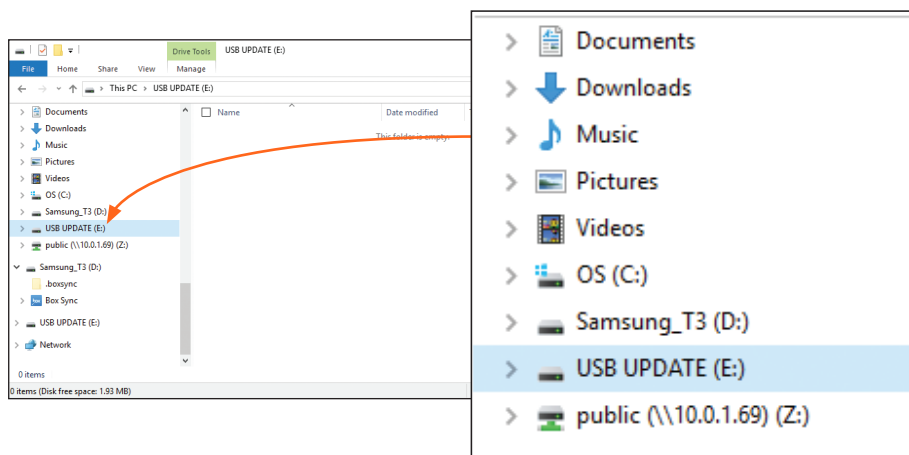 Drive Tools USB UPDATE (E:)
File Home Share View Manage
This PC > USB UPDATE (E:)
Name Date modified
This folder is empty.
Documents
Downloads
Music
Pictures
Videos
OS (C:)
Samsung_T3 (D:)
USB UPDATE (E:)
public (\\10.0.1.69) (Z:)
Samsung_T3 (D:)
.boxsync
Box Sync
USB UPDATE (E:)
Network
0 items
0 items (Disk free space: 1.93 MB)
Documents
Downloads
Music
Pictures
Videos
OS (C:)
Samsung_T3 (D:)
USB UPDATE (E:)
public (\\10.0.1.69) (Z:)